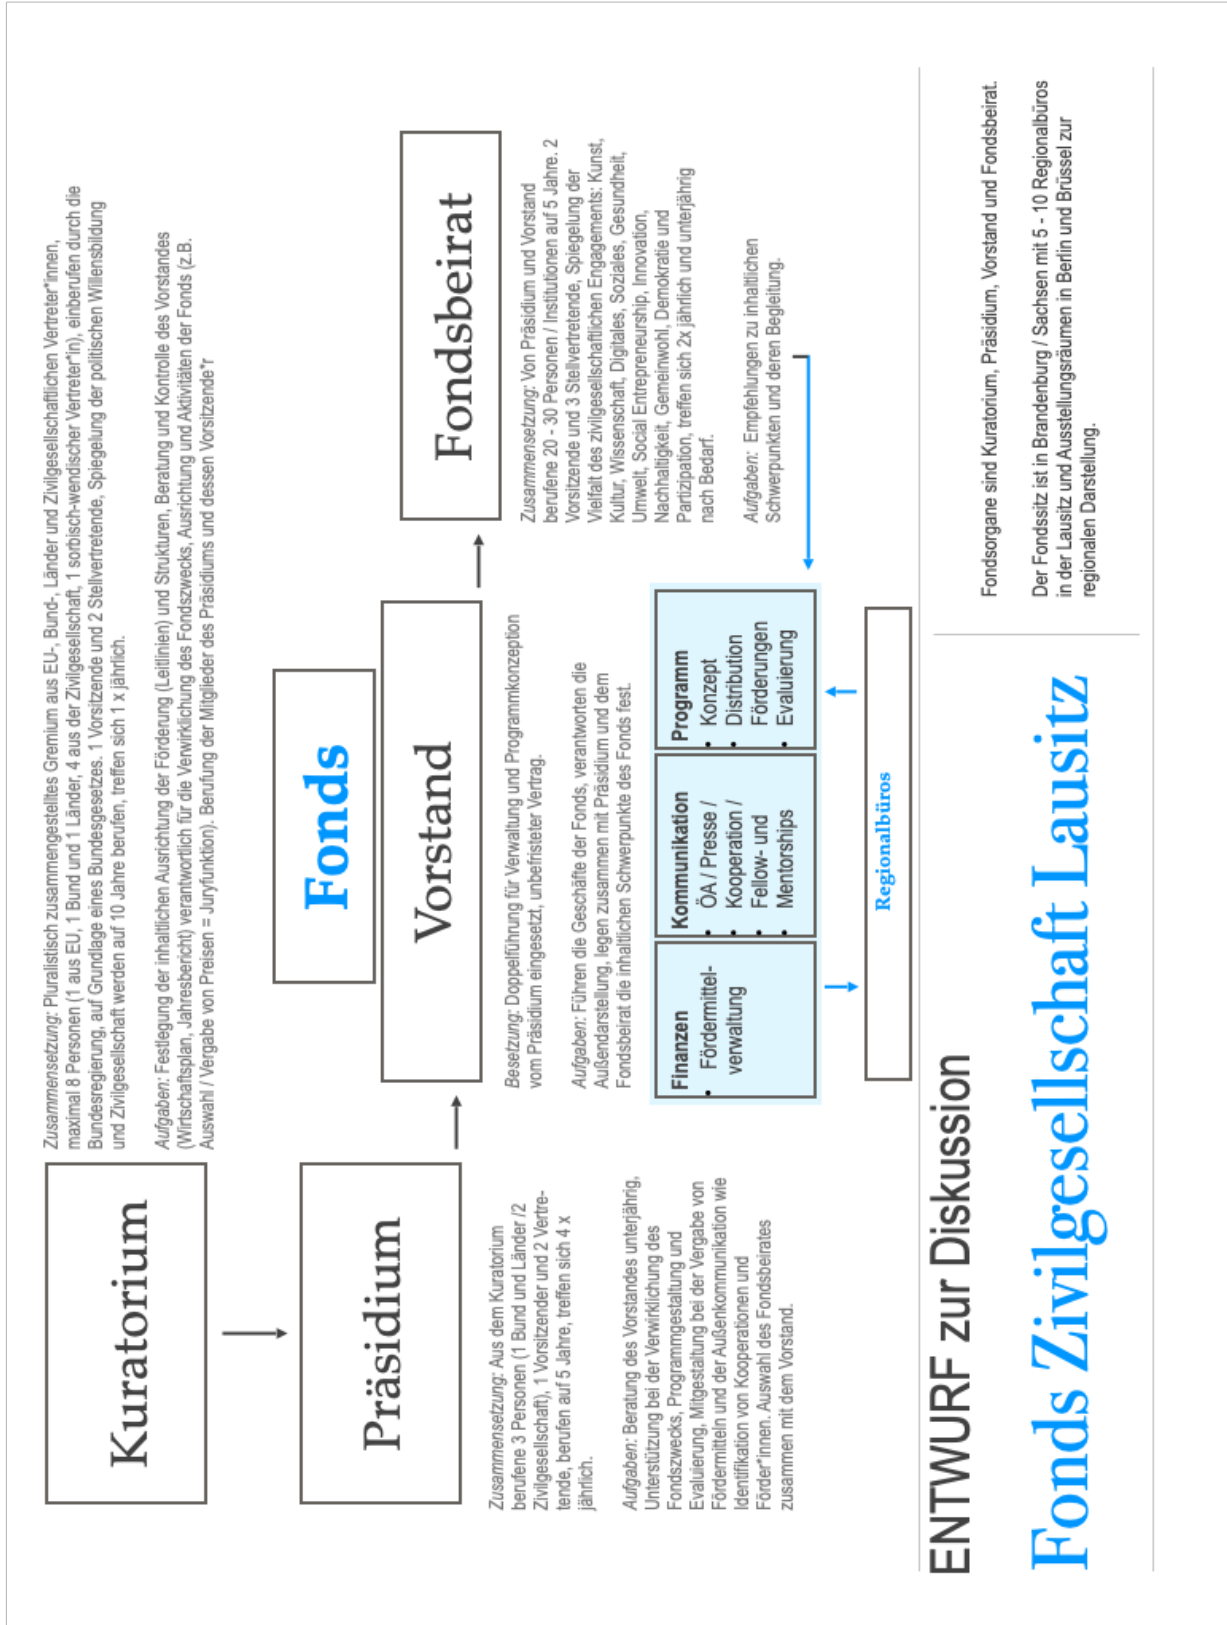 Kuratorium
Zusammensetzung: Pluralistisch zusammengestelltes Gremium aus EU-, Bund-, Länder und Zivilgesellschaftlichen Vertreter*innen,
maximal 8 Personen (1 aus EU, 1 Bund und 1 Länder, 4 aus der Zivilgesellschaft, 1 sorbisch-wendischer Vertreter*in), einberufen durch die
Bundesregierung, auf Grundlage eines Bundesgesetzes. 1 Vorsitzende und 2 Stellvertretende, Spiegelung der politischen Willensbildung
und Zivilgesellschaft werden auf 10 Jahre berufen, treffen sich 1 x jährlich.
Aufgaben: Festlegung der inhaltlichen Ausrichtung der Förderung (Leitlinien) und Strukturen, Beratung und Kontrolle des Vorstandes
(Wirtschaftsplan, Jahresbericht) verantwortlich für die Verwirklichung des Fondszwecks, Ausrichtung und Aktivitäten der Fonds (z.B.
Auswahl / Vergabe von Preisen = Juryfunktion). Berufung der Mitglieder des Präsidiums und dessen Vorsitzende*r
Fonds
Präsidium
Zusammensetzung: Aus dem Kuratorium
berufene 3 Personen (1 Bund und Länder /2
Zivilgesellschaft), 1 Vorsitzender und 2 Vertre-
tende, berufen auf 5 Jahre, treffen sich 4 x
jährlich.
Aufgaben: Beratung des Vorstandes unterjährig,
Unterstützung bei der Verwirklichung des
Fondszwecks, Programmgestaltung und
Evaluierung, Mitgestaltung bei der Vergabe von
Fördermitteln und der Außenkommunikation wie
Identifikation von Kooperationen und
Förder*innen. Auswahl des Fondsbeirates
zusammen mit dem Vorstand.
Vorstand
Besetzung: Doppelführung für Verwaltung und Programmkonzeption
vom Präsidium eingesetzt, unbefristeter Vertrag.
Aufgaben: Führen die Geschäfte der Fonds, verantworten die
Außendarstellung, legen zusammen mit Präsidium und dem
Fondsbeirat die inhaltlichen Schwerpunkte des Fonds fest.
Finanzen
• Fördermittel-
verwaltung
Kommunikation
• ÖA / Presse /
• Kooperation /
• Fellow- und
• Mentorships
Programm
• Konzept
• Distribution
• Förderungen
• Evaluierung
Regionalbüros
Fondsbeirat
Zusammensetzung: Von Präsidium und Vorstand
berufene 20 - 30 Personen / Institutionen auf 5 Jahre. 2
Vorsitzende und 3 Stellvertretende, Spiegelung der
Vielfalt des zivilgesellschaftlichen Engagements: Kunst,
Kultur, Wissenschaft, Digitales, Soziales, Gesundheit,
Umwelt, Social Entrepreneurship, Innovation,
Nachhaltigkeit, Gemeinwohl, Demokratie und
Partizipation, treffen sich 2x jährlich und unterjährig
nach Bedarf.
Aufgaben: Empfehlungen zu inhaltlichen
Schwerpunkten und deren Begleitung.
ENTWURF zur Diskussion
Fonds Zivilgesellschaft Lausitz
Fondsorgane sind Kuratorium, Präsidium, Vorstand und Fondsbeirat.
Der Fondssitz ist in Brandenburg / Sachsen mit 5 - 10 Regionalbüros
in der Lausitz und Ausstellungsräumen in Berlin und Brüssel zur
regionalen Darstellung.